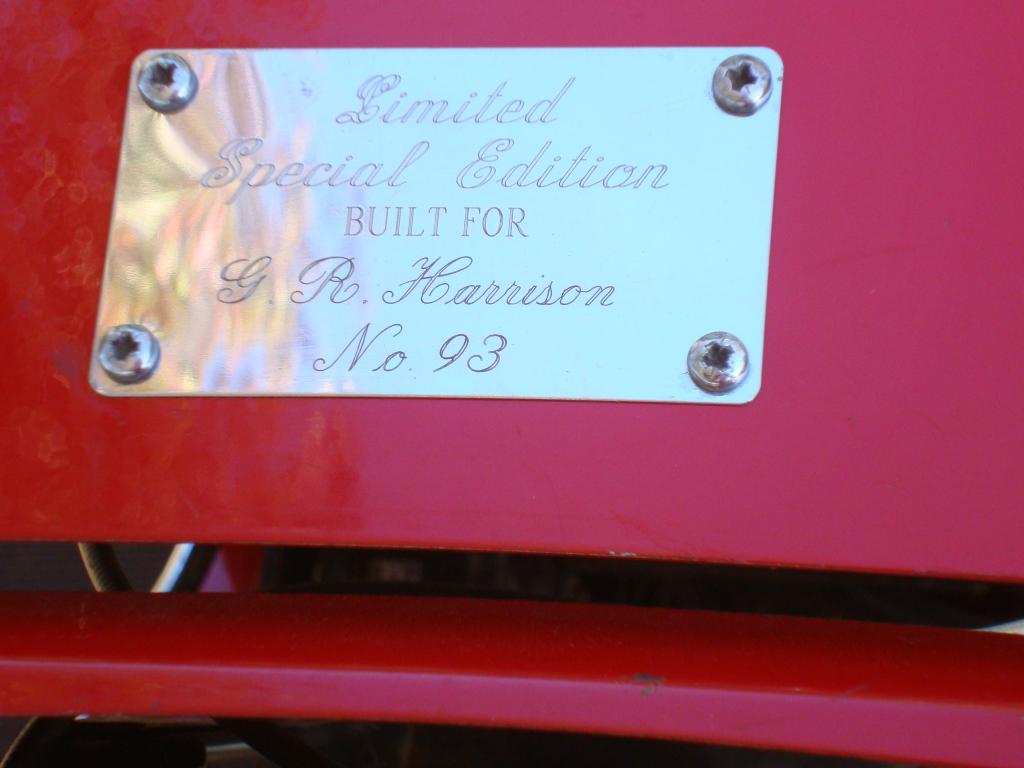 Limited
Special Edition
BUILT FOR
G. R. Harrison
No. 93